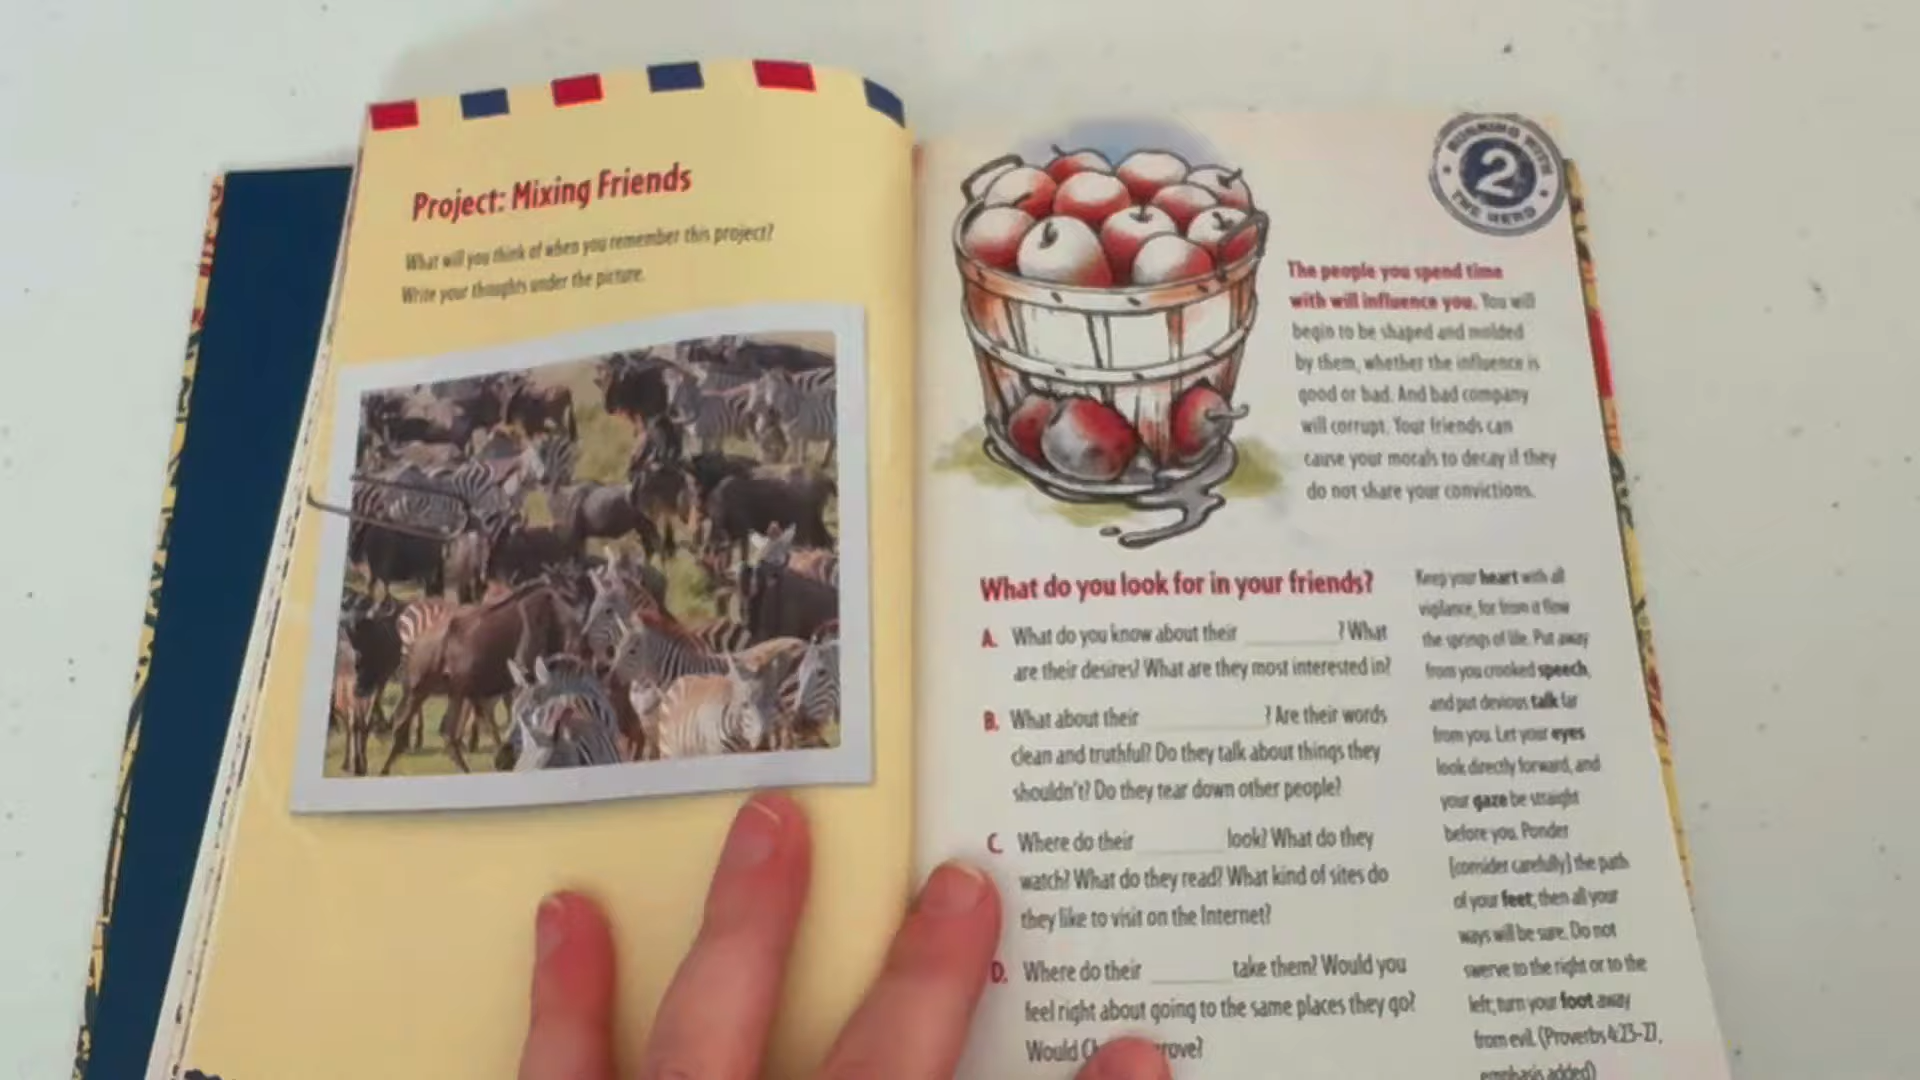 Project: Mixing Friends
What will you think of when you remember this project?
Write your thoughts under the picture.
RUNNING WITH
2
THE HERD
The people you spend time
with will influence you. You will
begin to be shaped and molded
by them, whether the influence is
good or bad. And bad company
will corrupt. Your friends can
cause your morals to decay if they
do not share your convictions.
What do you look for in your friends?
A. What do you know about their ________? What
are their desires? What are they most interested in?
B. What about their ________? Are their words
clean and truthful? Do they talk about things they
shouldn't? Do they tear down other people?
C. Where do their ________ look? What do they
watch? What do they read? What kind of sites do
they like to visit on the Internet?
D. Where do their ________ take them? Would you
feel right about going to the same places they go?
Would
Keep your heart with all
vigilance, for from it flow
the springs of life. Put away
from you crooked speech,
and put devious talk far
from you. Let your eyes
look directly forward, and
your gaze be straight
before you. Ponder
[consider carefully] the path
of your feet; then all your
ways will be sure. Do not
swerve to the right or to the
left; turn your foot away
from evil. (Proverbs 4:23–27,
emphasis added)